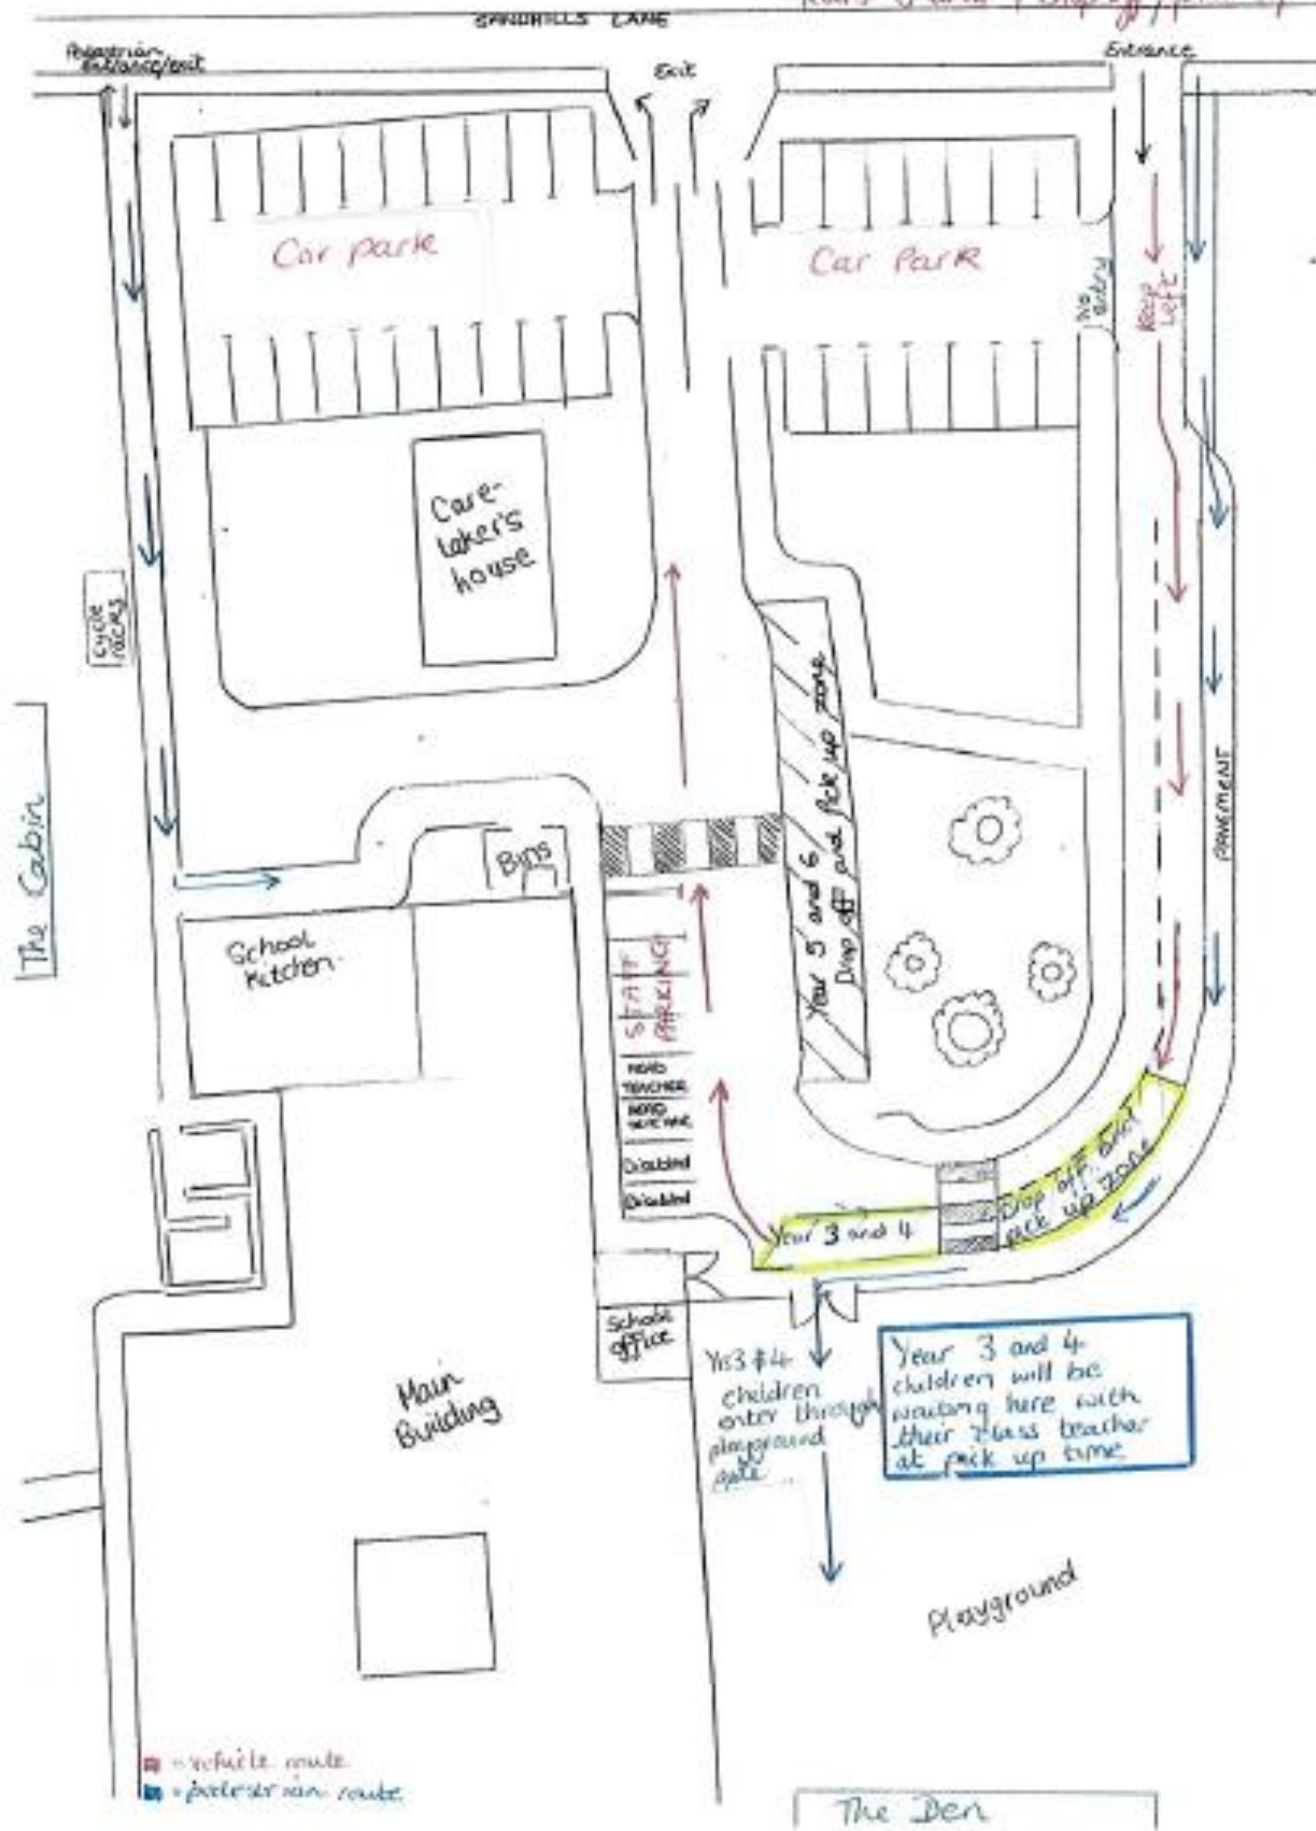 SANDHILLS LANE
Pedestrian
entrance/exit
Exit
Entrance
Car park
Car Park
No
entry
Keep
Left
Care-
taker's
house
Cycle
racks
The Cabin
PAVEMENT
Year 5 and 6
Drop off and Pick up zone
Bins
School
Kitchen
STAFF
PARKING
HEAD
TEACHER
Disabled
Disabled
Drop off and
pick up zone
Year 3 and 4
School
office
Yrs 3 & 4
children
enter through
playground
gate
Year 3 and 4
children will be
waiting here with
their class teacher
at pick up time
Main
Building
Playground
= vehicle route
= pedestrian route
The Den